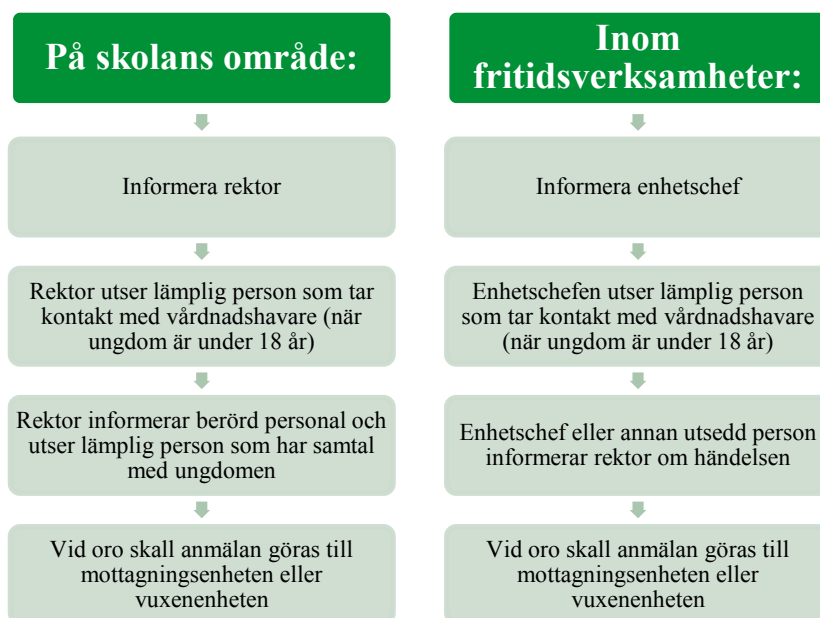 På skolans område:
Informera rektor
Rektor utser lämplig person som tar
kontakt med vårdnadshavare (när
ungdom är under 18 år)
Rektor informerar berörd personal och
utser lämplig person som har samtal
med ungdomen
Vid oro skall anmälan göras till
mottagningsenheten eller
vuxenenheten
Inom
fritidsverksamheter:
Informera enhetschef
Enhetschefen utser lämplig person
som tar kontakt med vårdnadshavare
(när ungdom är under 18 år)
Enhetschef eller annan utsedd person
informerar rektor om händelsen
Vid oro skall anmälan göras till
mottagningsenheten eller
vuxenenheten